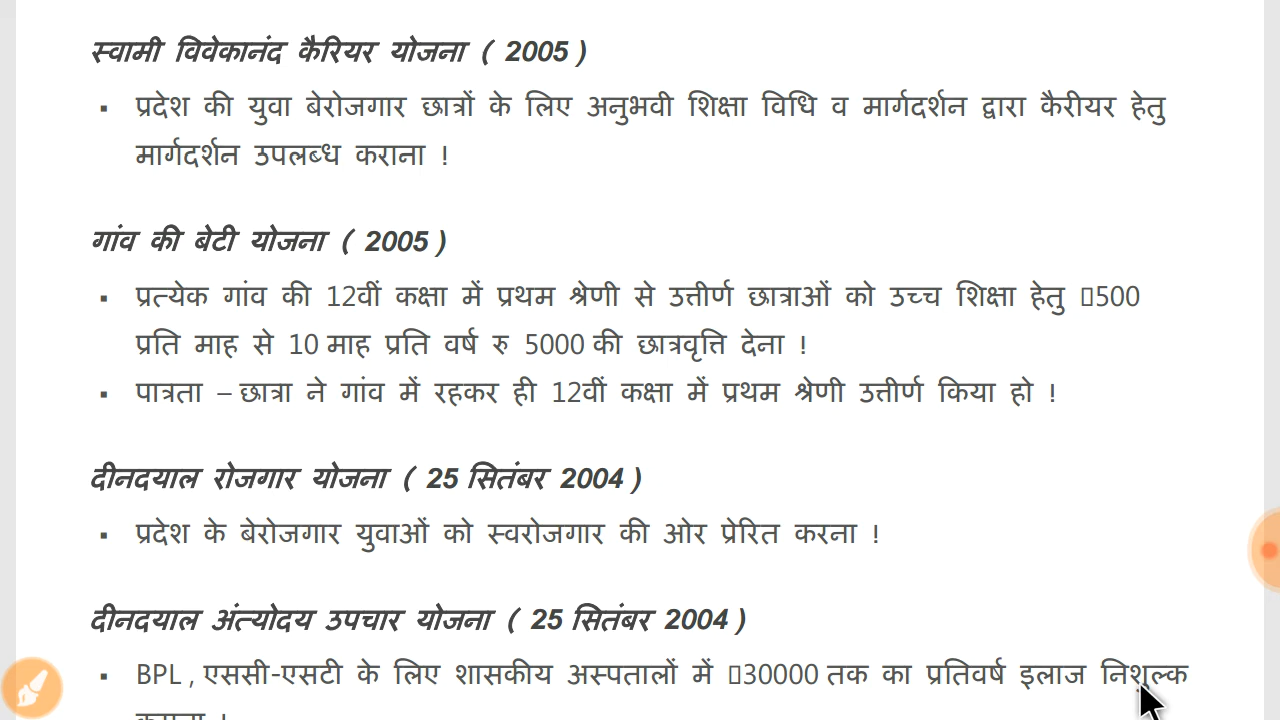 स्वामी विवेकानंद कैरियर योजना ( 2005 )
▪ प्रदेश की युवा बेरोजगार छात्रों के लिए अनुभवी शिक्षा विधि व मार्गदर्शन द्वारा कैरीयर हेतु
मार्गदर्शन उपलब्ध कराना !
गांव की बेटी योजना ( 2005 )
▪ प्रत्येक गांव की 12वीं कक्षा में प्रथम श्रेणी से उत्तीर्ण छात्राओं को उच्च शिक्षा हेतु ▯500
प्रति माह से 10 माह प्रति वर्ष रु 5000 की छात्रवृत्ति देना !
▪ पात्रता – छात्रा ने गांव में रहकर ही 12वीं कक्षा में प्रथम श्रेणी उत्तीर्ण किया हो !
दीनदयाल रोजगार योजना ( 25 सितंबर 2004 )
▪ प्रदेश के बेरोजगार युवाओं को स्वरोजगार की ओर प्रेरित करना !
दीनदयाल अंत्योदय उपचार योजना ( 25 सितंबर 2004 )
▪ BPL , एससी-एसटी के लिए शासकीय अस्पतालों में ▯30000 तक का प्रतिवर्ष इलाज निशुल्क